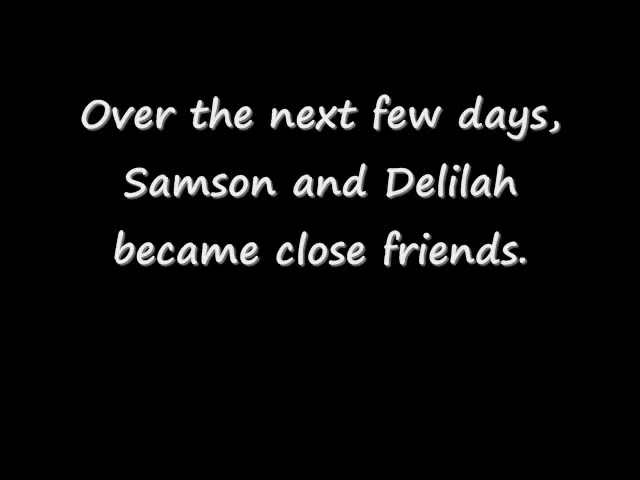 Over the next few days,
Samson and Delilah
became close friends.